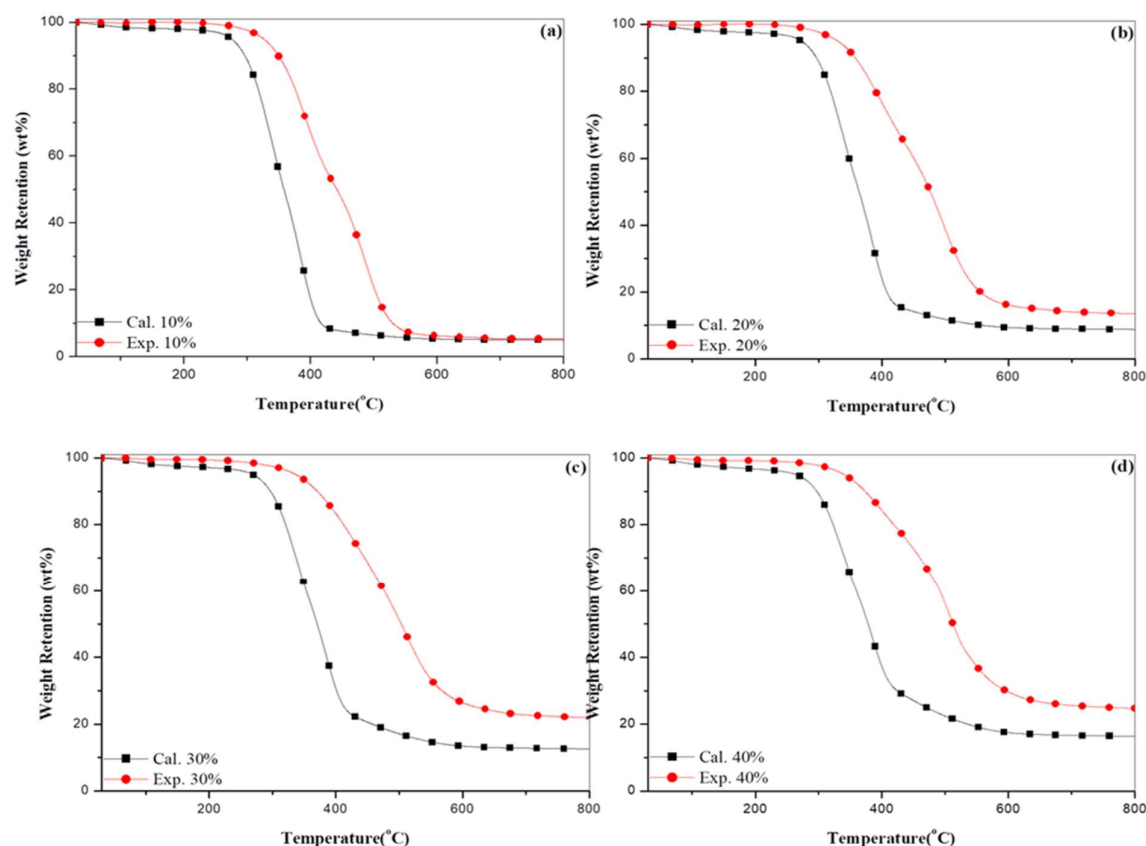 (a)
Weight Retention (wt%)
100
80
60
40
20
0
Cal. 10%
Exp. 10%
200 400 600 800
Temperature(°C)
(b)
Weight Retention (wt%)
100
80
60
40
20
0
Cal. 20%
Exp. 20%
200 400 600 800
Temperature(°C)
(c)
Weight Retention (wt%)
100
80
60
40
20
0
Cal. 30%
Exp. 30%
200 400 600 800
Temperature(°C)
(d)
Weight Retention (wt%)
100
80
60
40
20
0
Cal. 40%
Exp. 40%
200 400 600 800
Temperature(°C)